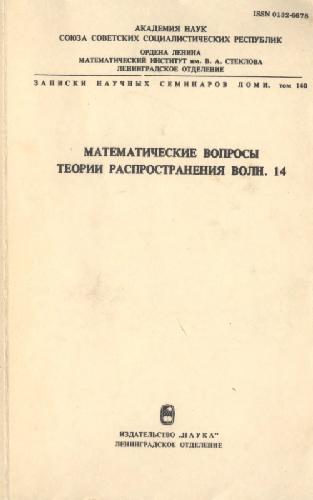 ISSN 0132-6678
АКАДЕМИЯ НАУК
СОЮЗА СОВЕТСКИХ СОЦИАЛИСТИЧЕСКИХ РЕСПУБЛИК
ОРДЕНА ЛЕНИНА
МАТЕМАТИЧЕСКИЙ ИНСТИТУТ им. В. А. СТЕКЛОВА
ЛЕНИНГРАДСКОЕ ОТДЕЛЕНИЕ
ЗАПИСКИ НАУЧНЫХ СЕМИНАРОВ ЛОМИ, том 140
МАТЕМАТИЧЕСКИЕ ВОПРОСЫ
ТЕОРИИ РАСПРОСТРАНЕНИЯ ВОЛН. 14
ИЗДАТЕЛЬСТВО „НАУКА"
ЛЕНИНГРАДСКОЕ ОТДЕЛЕНИЕ